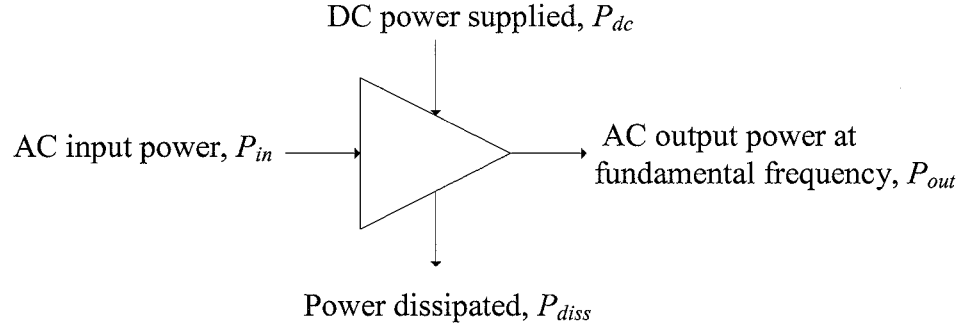 DC power supplied, P_dc
AC input power, P_in
AC output power at
fundamental frequency, P_out
Power dissipated, P_diss